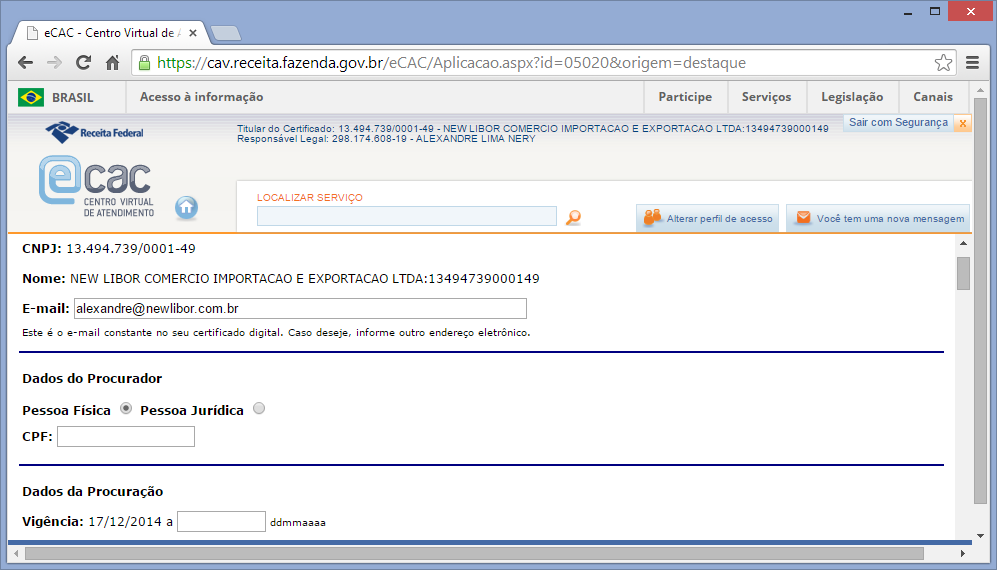 eCAC - Centro Virtual de A
https://cav.receita.fazenda.gov.br/eCAC/Aplicacao.aspx?id=05020&origem=destaque
BRASIL Acesso à informação Participe Serviços Legislação Canais
Receita Federal
Titular do Certificado: 13.494.739/0001-49 - NEW LIBOR COMERCIO IMPORTACAO E EXPORTACAO LTDA:13494739000149
Responsável Legal: 298.174.608-19 - ALEXANDRE LIMA NERY
Sair com Segurança x
ecac
CENTRO VIRTUAL
DE ATENDIMENTO
LOCALIZAR SERVIÇO
Alterar perfil de acesso Você tem uma nova mensagem
CNPJ: 13.494.739/0001-49
Nome: NEW LIBOR COMERCIO IMPORTACAO E EXPORTACAO LTDA:13494739000149
E-mail: alexandre@newlibor.com.br
Este é o e-mail constante no seu certificado digital. Caso deseje, informe outro endereço eletrônico.
Dados do Procurador
Pessoa Física Pessoa Jurídica
CPF:
Dados da Procuração
Vigência: 17/12/2014 a ddmmaaaa